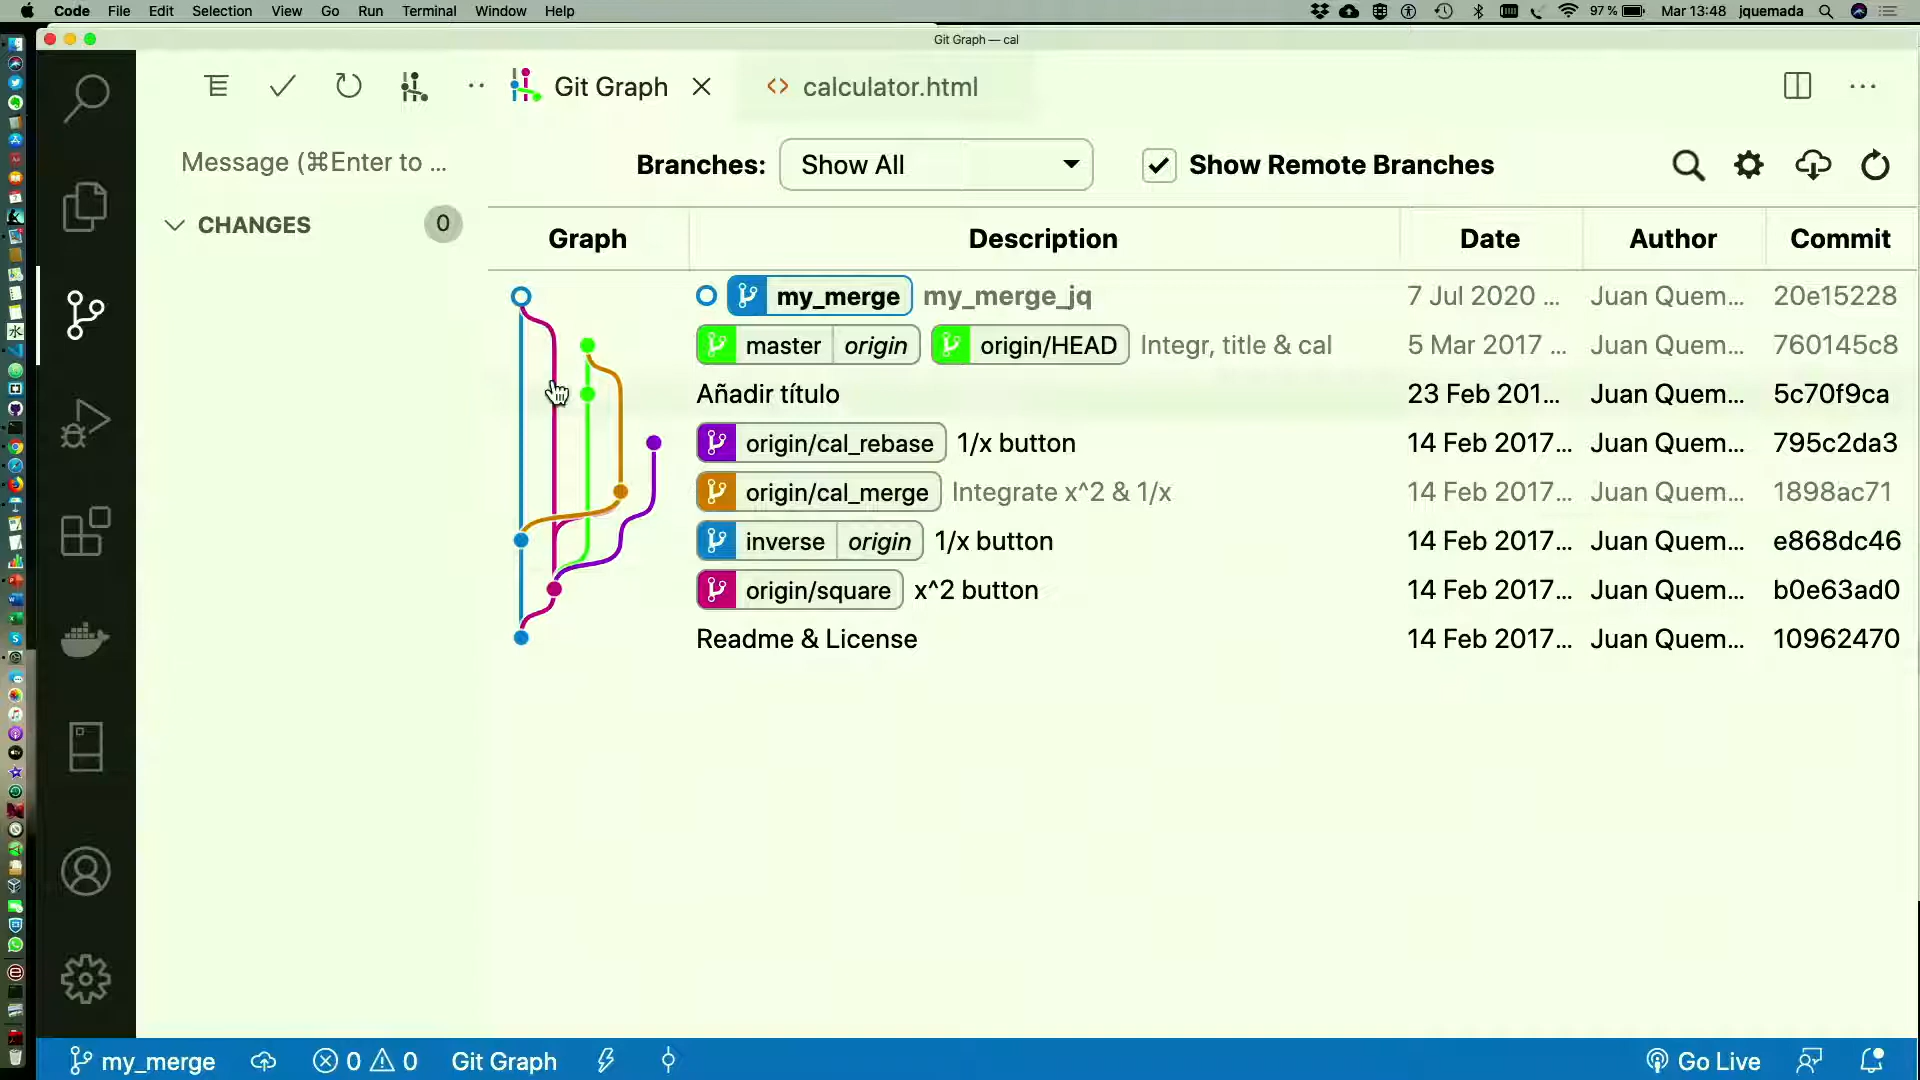 Code File Edit Selection View Go Run Terminal Window Help 97 % Mar 13:48 jquemada
Git Graph — cal
Git Graph calculator.html
Message (⌘Enter to ...
Branches: Show All Show Remote Branches
CHANGES 0
Graph Description Date Author Commit
my_merge my_merge_jq 7 Jul 2020 ... Juan Quem... 20e15228
master origin origin/HEAD Integr, title & cal 5 Mar 2017 ... Juan Quem... 760145c8
Añadir título 23 Feb 201... Juan Quem... 5c70f9ca
origin/cal_rebase 1/x button 14 Feb 2017... Juan Quem... 795c2da3
origin/cal_merge Integrate x^2 & 1/x 14 Feb 2017... Juan Quem... 1898ac71
inverse origin 1/x button 14 Feb 2017... Juan Quem... e868dc46
origin/square x^2 button 14 Feb 2017... Juan Quem... b0e63ad0
Readme & License 14 Feb 2017... Juan Quem... 10962470
my_merge 0 0 Git Graph Go Live